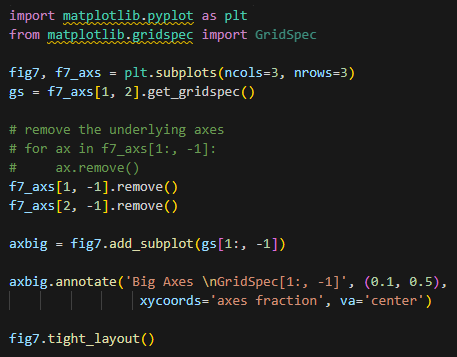 import matplotlib.pyplot as plt
from matplotlib.gridspec import GridSpec

fig7, f7_axs = plt.subplots(ncols=3, nrows=3)
gs = f7_axs[1, 2].get_gridspec()

# remove the underlying axes
# for ax in f7_axs[1:, -1]:
#     ax.remove()
f7_axs[1, -1].remove()
f7_axs[2, -1].remove()

axbig = fig7.add_subplot(gs[1:, -1])

axbig.annotate('Big Axes \nGridSpec[1:, -1]', (0.1, 0.5),
               xycoords='axes fraction', va='center')

fig7.tight_layout()